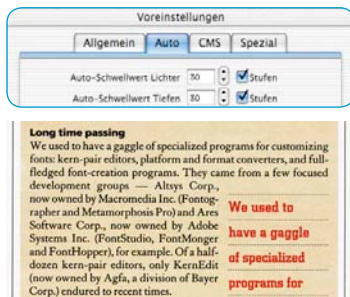 Voreinstellungen
Allgemein Auto CMS Spezial
Auto-Schwellwert Lichter 30 Stufen
Auto-Schwellwert Tiefen 30 Stufen
Long time passing
We used to have a gaggle of specialized programs for customizing
fonts: kern-pair editors, platform and format converters, and full-
fledged font-creation programs. They came from a few focused
development groups — Altsys Corp.,
now owned by Macromedia Inc. (Fontog-
rapher and Metamorphosis Pro) and Ares
Software Corp., now owned by Adobe
Systems Inc. (FontStudio, FontMonger
and FontHopper), for example. Of a half-
dozen kern-pair editors, only KernEdit
(now owned by Agfa, a division of Bayer
Corp.) endured to recent times.
We used to
have a gaggle
of specialized
programs for